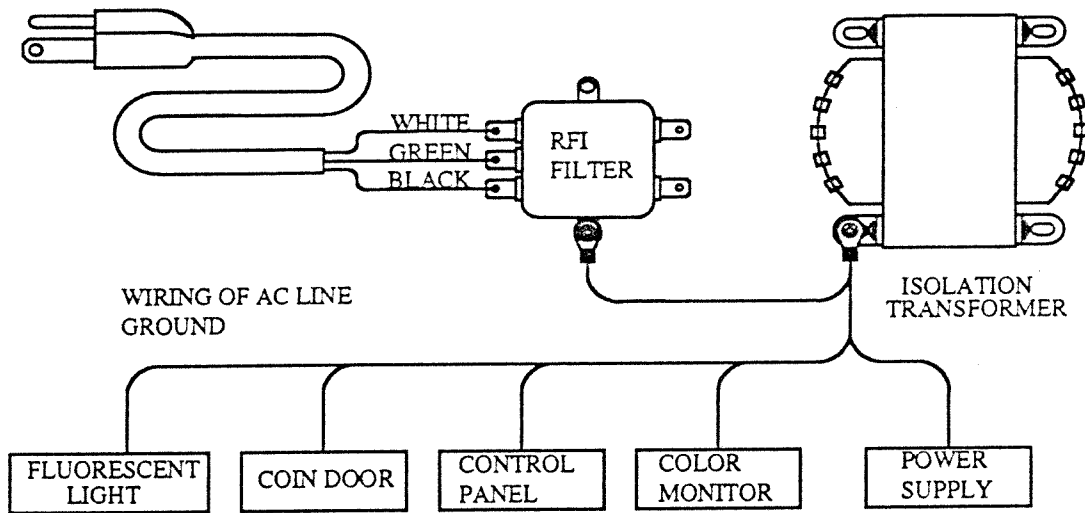 WHITE
GREEN
BLACK
RFI
FILTER
WIRING OF AC LINE
GROUND
ISOLATION
TRANSFORMER
FLUORESCENT
LIGHT
COIN DOOR
CONTROL
PANEL
COLOR
MONITOR
POWER
SUPPLY